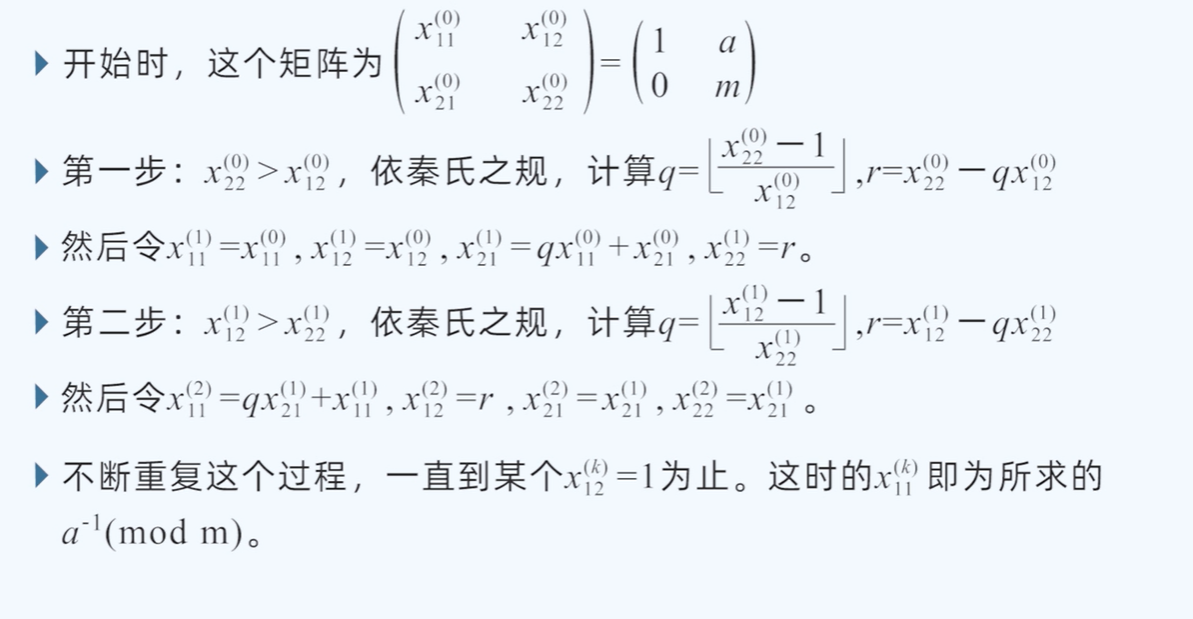 ▶ 开始时，这个矩阵为 $\begin{pmatrix} x_{11}^{(0)} & x_{12}^{(0)} \\ x_{21}^{(0)} & x_{22}^{(0)} \end{pmatrix} = \begin{pmatrix} 1 & a \\ 0 & m \end{pmatrix}$
▶ 第一步：$x_{22}^{(0)} > x_{12}^{(0)}$，依秦氏之规，计算$q = \left\lfloor \frac{x_{22}^{(0)} - 1}{x_{12}^{(0)}} \right\rfloor, r = x_{22}^{(0)} - qx_{12}^{(0)}$
▶ 然后令$x_{11}^{(1)} = x_{11}^{(0)}, x_{12}^{(1)} = x_{12}^{(0)}, x_{21}^{(1)} = qx_{11}^{(0)} + x_{21}^{(0)}, x_{22}^{(1)} = r$。
▶ 第二步：$x_{12}^{(1)} > x_{22}^{(1)}$，依秦氏之规，计算$q = \left\lfloor \frac{x_{12}^{(1)} - 1}{x_{22}^{(1)}} \right\rfloor, r = x_{12}^{(1)} - qx_{22}^{(1)}$
▶ 然后令$x_{11}^{(2)} = qx_{21}^{(1)} + x_{11}^{(1)}, x_{12}^{(2)} = r, x_{21}^{(2)} = x_{21}^{(1)}, x_{22}^{(2)} = x_{21}^{(1)}$。
▶ 不断重复这个过程，一直到某个$x_{12}^{(k)} = 1$为止。这时的$x_{11}^{(k)}$即为所求的
$a^{-1}(\text{mod m})$。